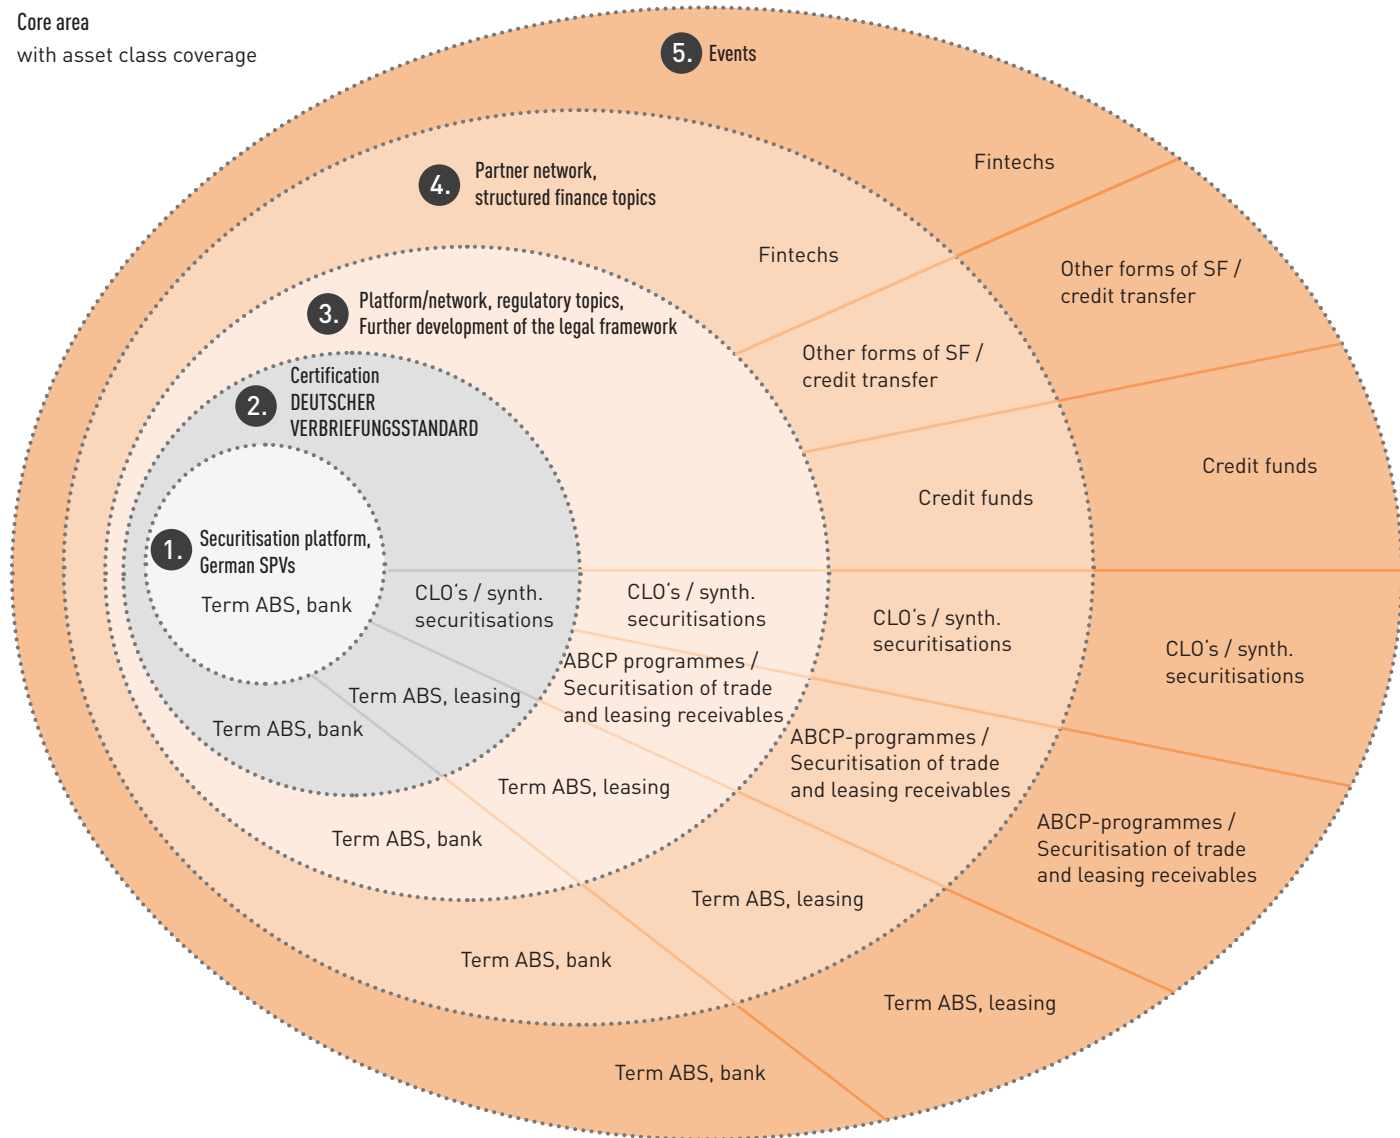 Core area
with asset class coverage
5. Events
Fintechs
4. Partner network,
structured finance topics
Fintechs
Other forms of SF /
credit transfer
3. Platform/network, regulatory topics,
Further development of the legal framework
Other forms of SF /
credit transfer
2. Certification
DEUTSCHER
VERBRIEFUNGSSTANDARD
Credit funds
Credit funds
1. Securitisation platform,
German SPVs
Term ABS, bank
CLO‘s / synth.
securitisations
CLO‘s / synth.
securitisations
CLO‘s / synth.
securitisations
CLO‘s / synth.
securitisations
ABCP programmes /
Securitisation of trade
and leasing receivables
Term ABS, leasing
Term ABS, bank
ABCP-programmes /
Securitisation of trade
and leasing receivables
Term ABS, leasing
Term ABS, bank
ABCP-programmes /
Securitisation of trade
and leasing receivables
Term ABS, leasing
Term ABS, bank
Term ABS, leasing
Term ABS, bank